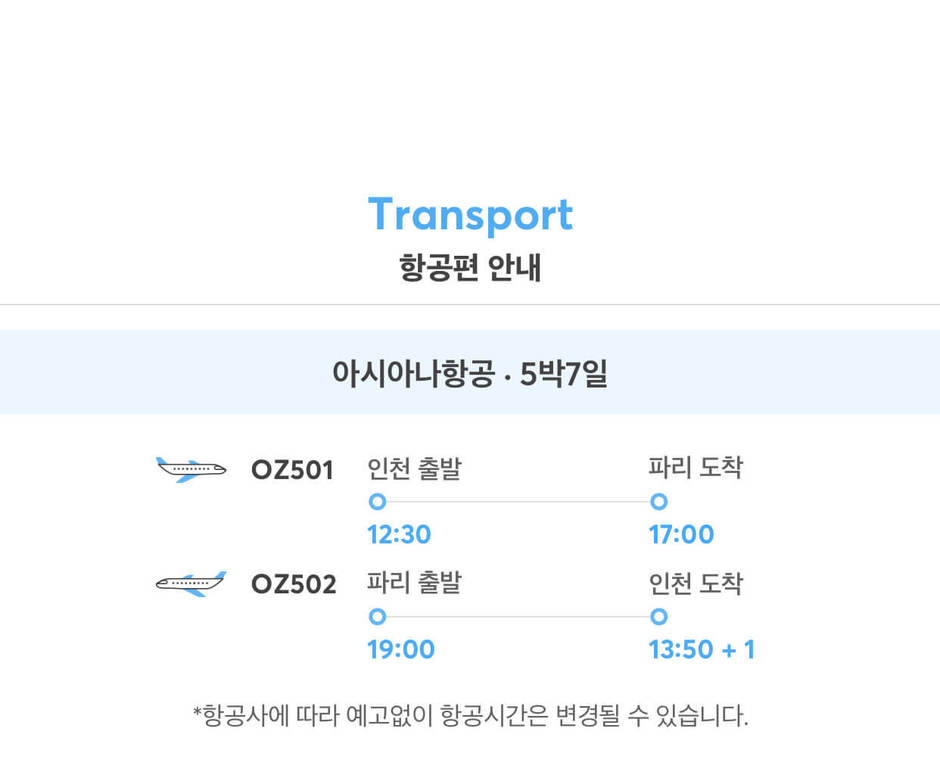 Transport
항공편 안내
아시아나항공 · 5박7일
OZ501 인천 출발 파리 도착
12:30 17:00
OZ502 파리 출발 인천 도착
19:00 13:50 + 1
*항공사에 따라 예고없이 항공시간은 변경될 수 있습니다.